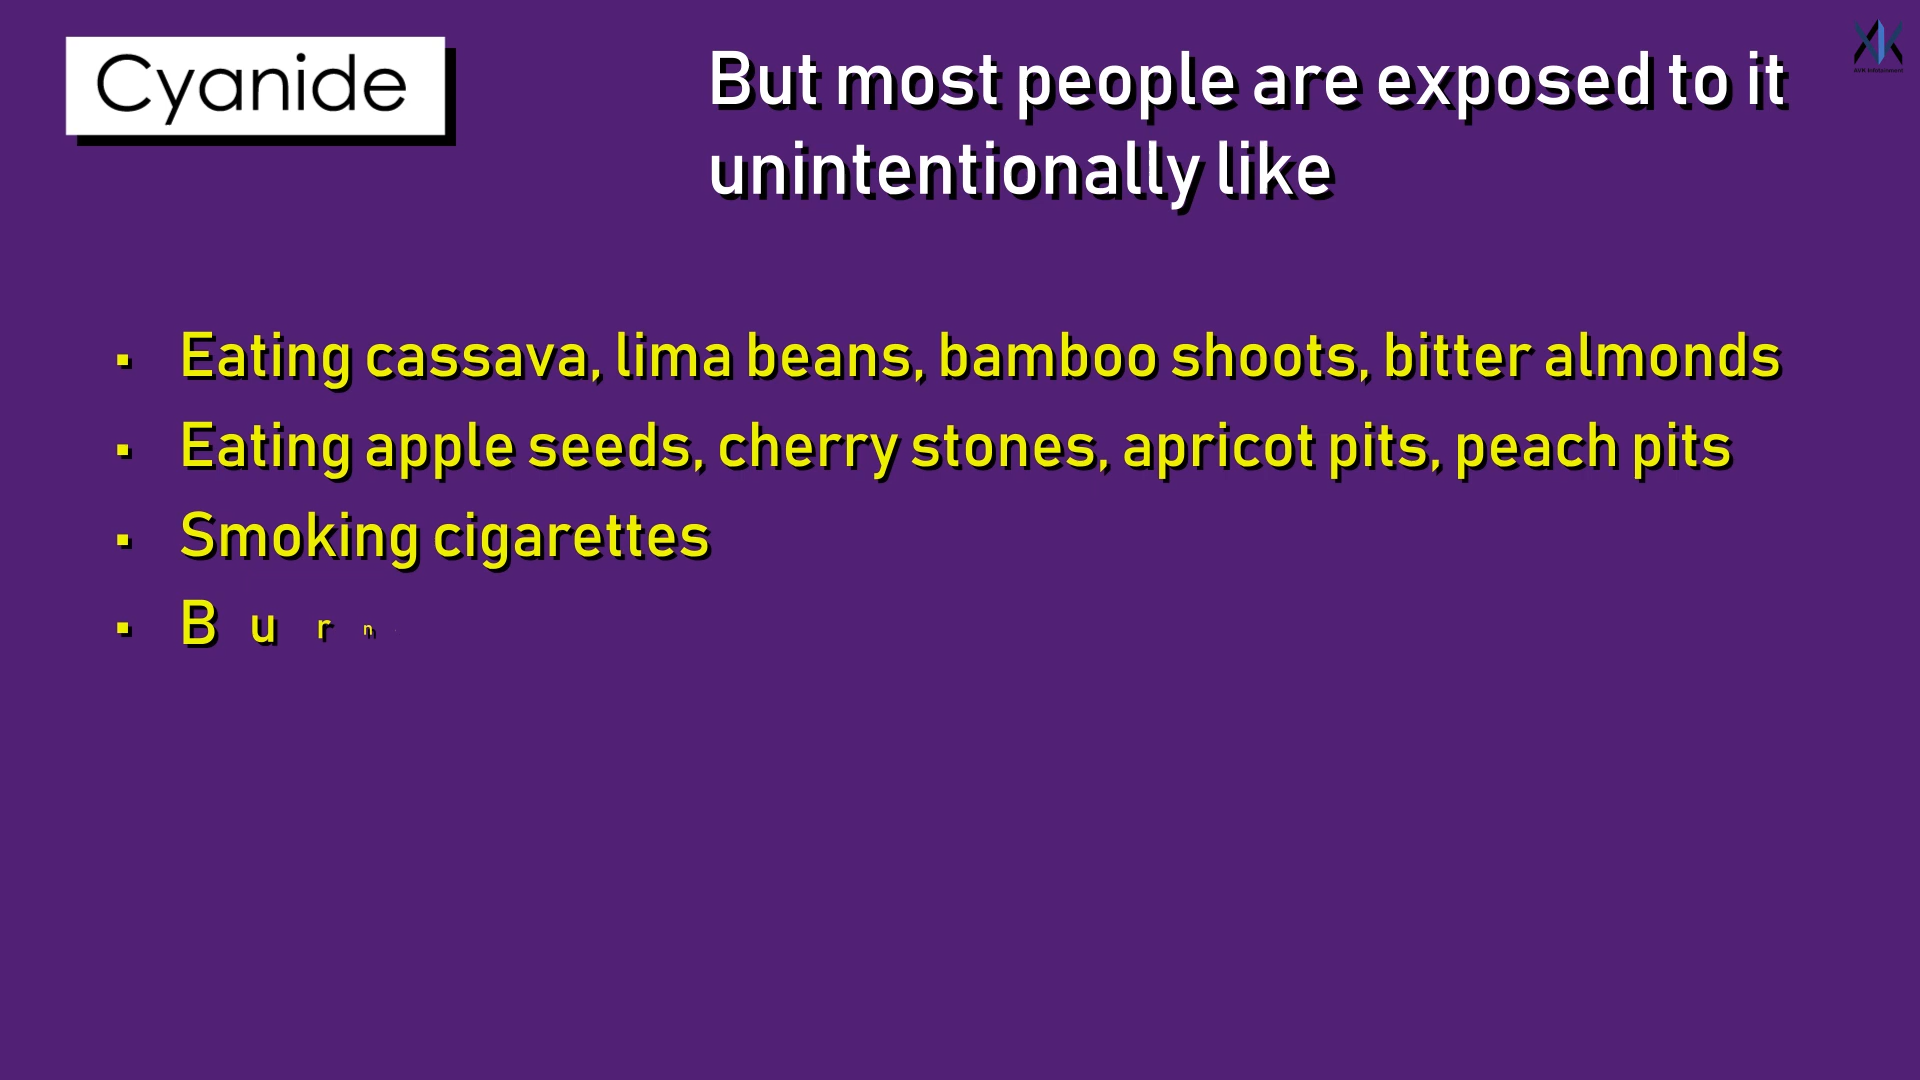 Cyanide
But most people are exposed to it
unintentionally like
▪ Eating cassava, lima beans, bamboo shoots, bitter almonds
▪ Eating apple seeds, cherry stones, apricot pits, peach pits
▪ Smoking cigarettes
▪ B u r n